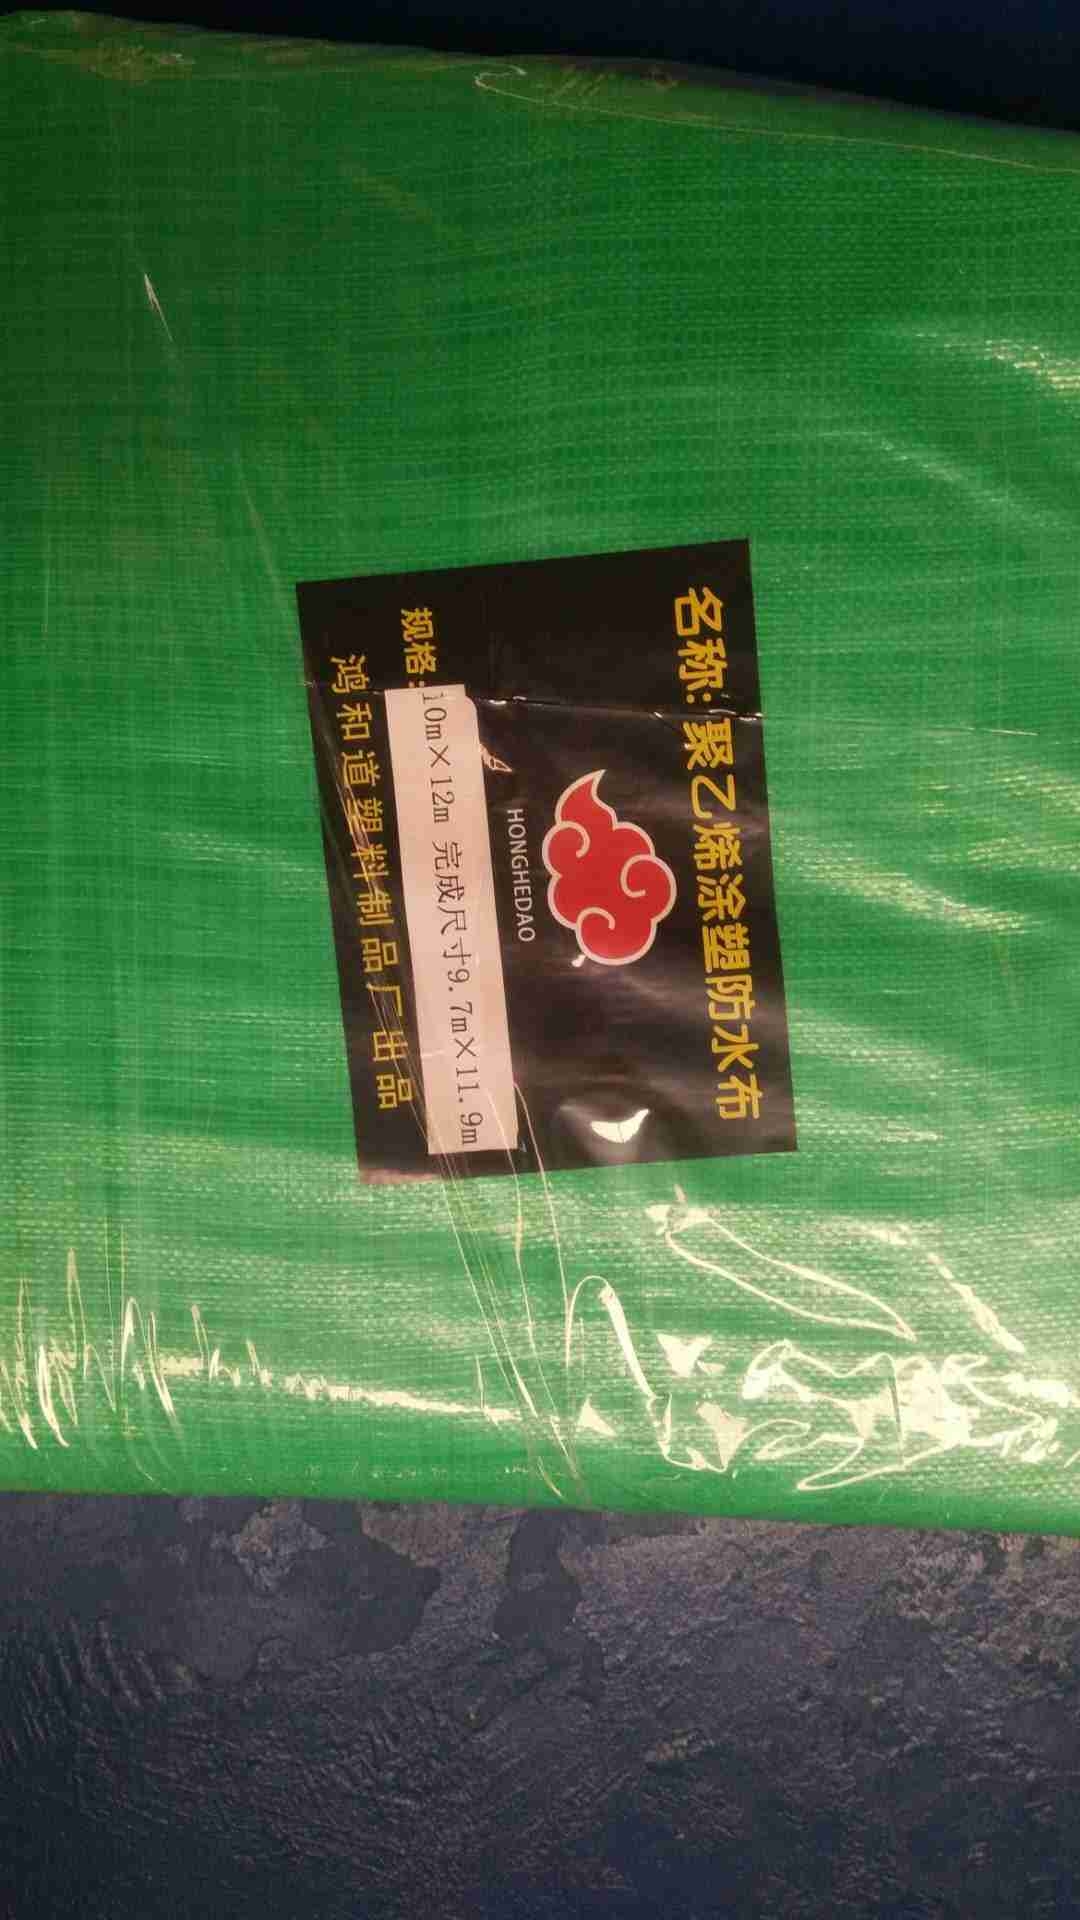 名称:聚乙烯涂塑防水布
HONGHEDAO
规格:10m×12m 完成尺寸9.7m×11.9m
鸿和道塑料制品厂出品